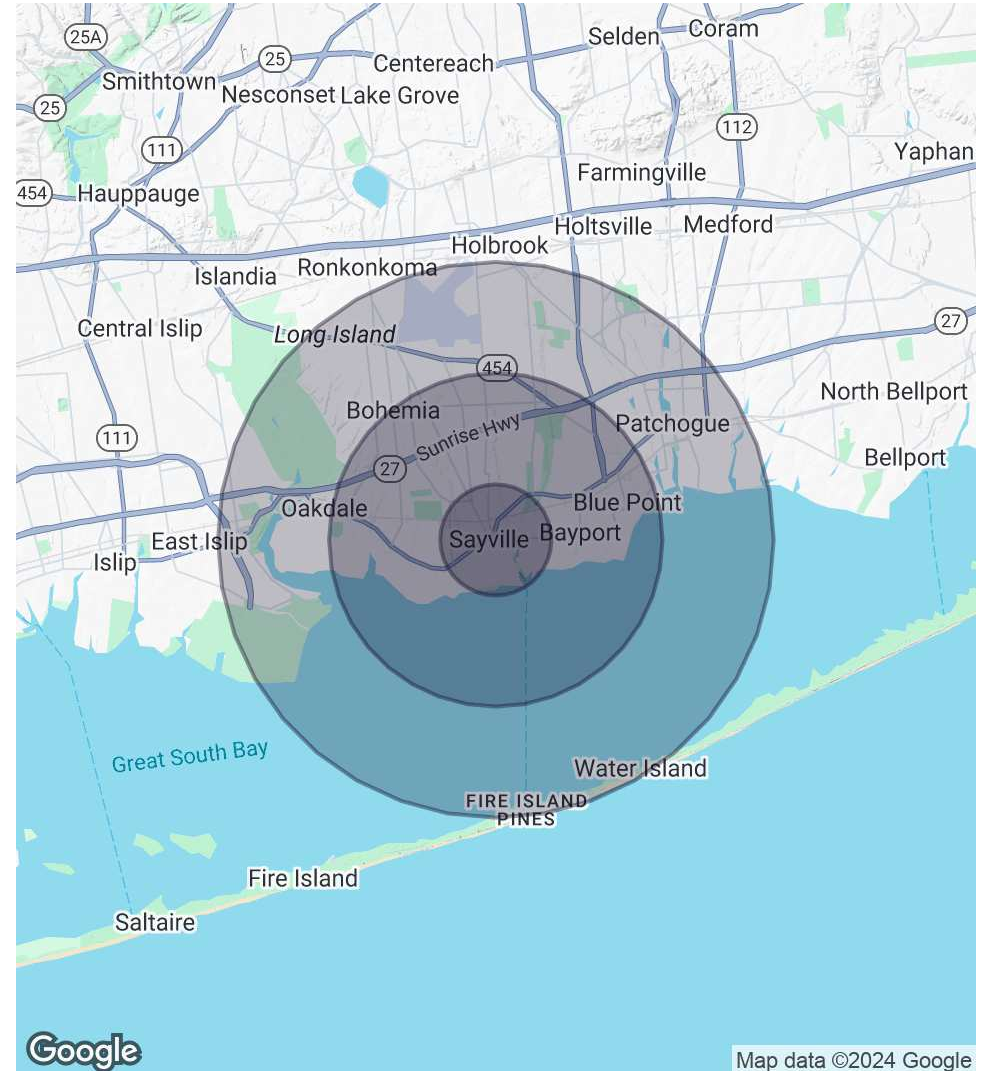 Selden
Coram
25A
25
Centereach
Smithtown
Nesconset
Lake Grove
25
112
111
Yaphan
Farmingville
454
Hauppauge
Holtsville
Medford
Holbrook
Ronkonkoma
Islandia
27
Central Islip
Long Island
454
North Bellport
Bohemia
Patchogue
Sunrise Hwy
111
Bellport
27
Blue Point
Oakdale
Bayport
Sayville
East Islip
Islip
Great South Bay
Water Island
FIRE ISLAND
PINES
Fire Island
Saltaire
Google
Map data ©2024 Google